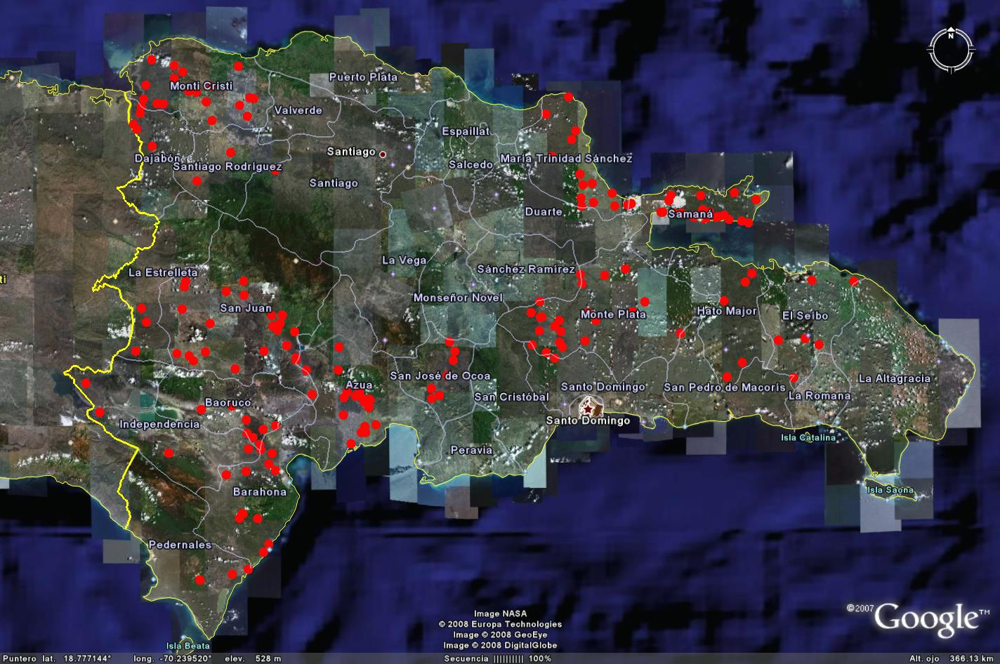 N
Puerto Plata
Monti Cristi
Valverde
Espaillat
Santiago
Dajabón
Santiago Rodríguez
María Trinidad Sánchez
Salcedo
Santiago
Duarte
Samaná
La Vega
La Estrelleta
Sánchez Ramírez
Monseñor Novel
San Juan
Monte Plata
Hato Major
El Seíbo
San José de Ocoa
Azua
Santo Domingo
San Pedro de Macorís
La Altagracia
San Cristóbal
La Romana
Baoruco
Independencia
Santo Domingo
Isla Catalina
Peravia
Barahona
Isla Saona
Pedernales
Isla Beata
Image NASA
© 2008 Europa Technologies
Image © 2008 GeoEye
Image © 2008 DigitalGlobe
©2007 Google™
Puntero lat. 18.777144° long. -70.239520° elev. 528 m Secuencia |||||||||| 100% Alt. ojo 366.13 km